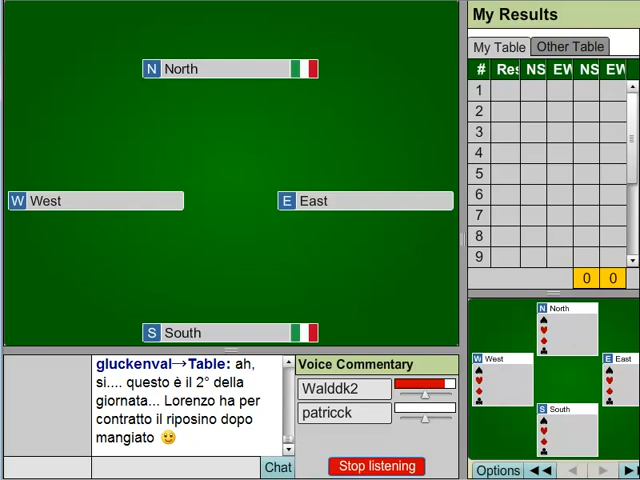 My Results
My Table
Other Table
# Res NS EW NS EW
1
2
3
4
5
6
7
8
9
0 0
N North
W West
E East
S South
gluckenval→Table: ah,
si.... questo è il 2° della
giornata... Lorenzo ha per
contratto il riposino dopo
mangiato
Chat
Voice Commentary
Walddk2
patricck
Stop listening
N North
W West
E East
S South
Options